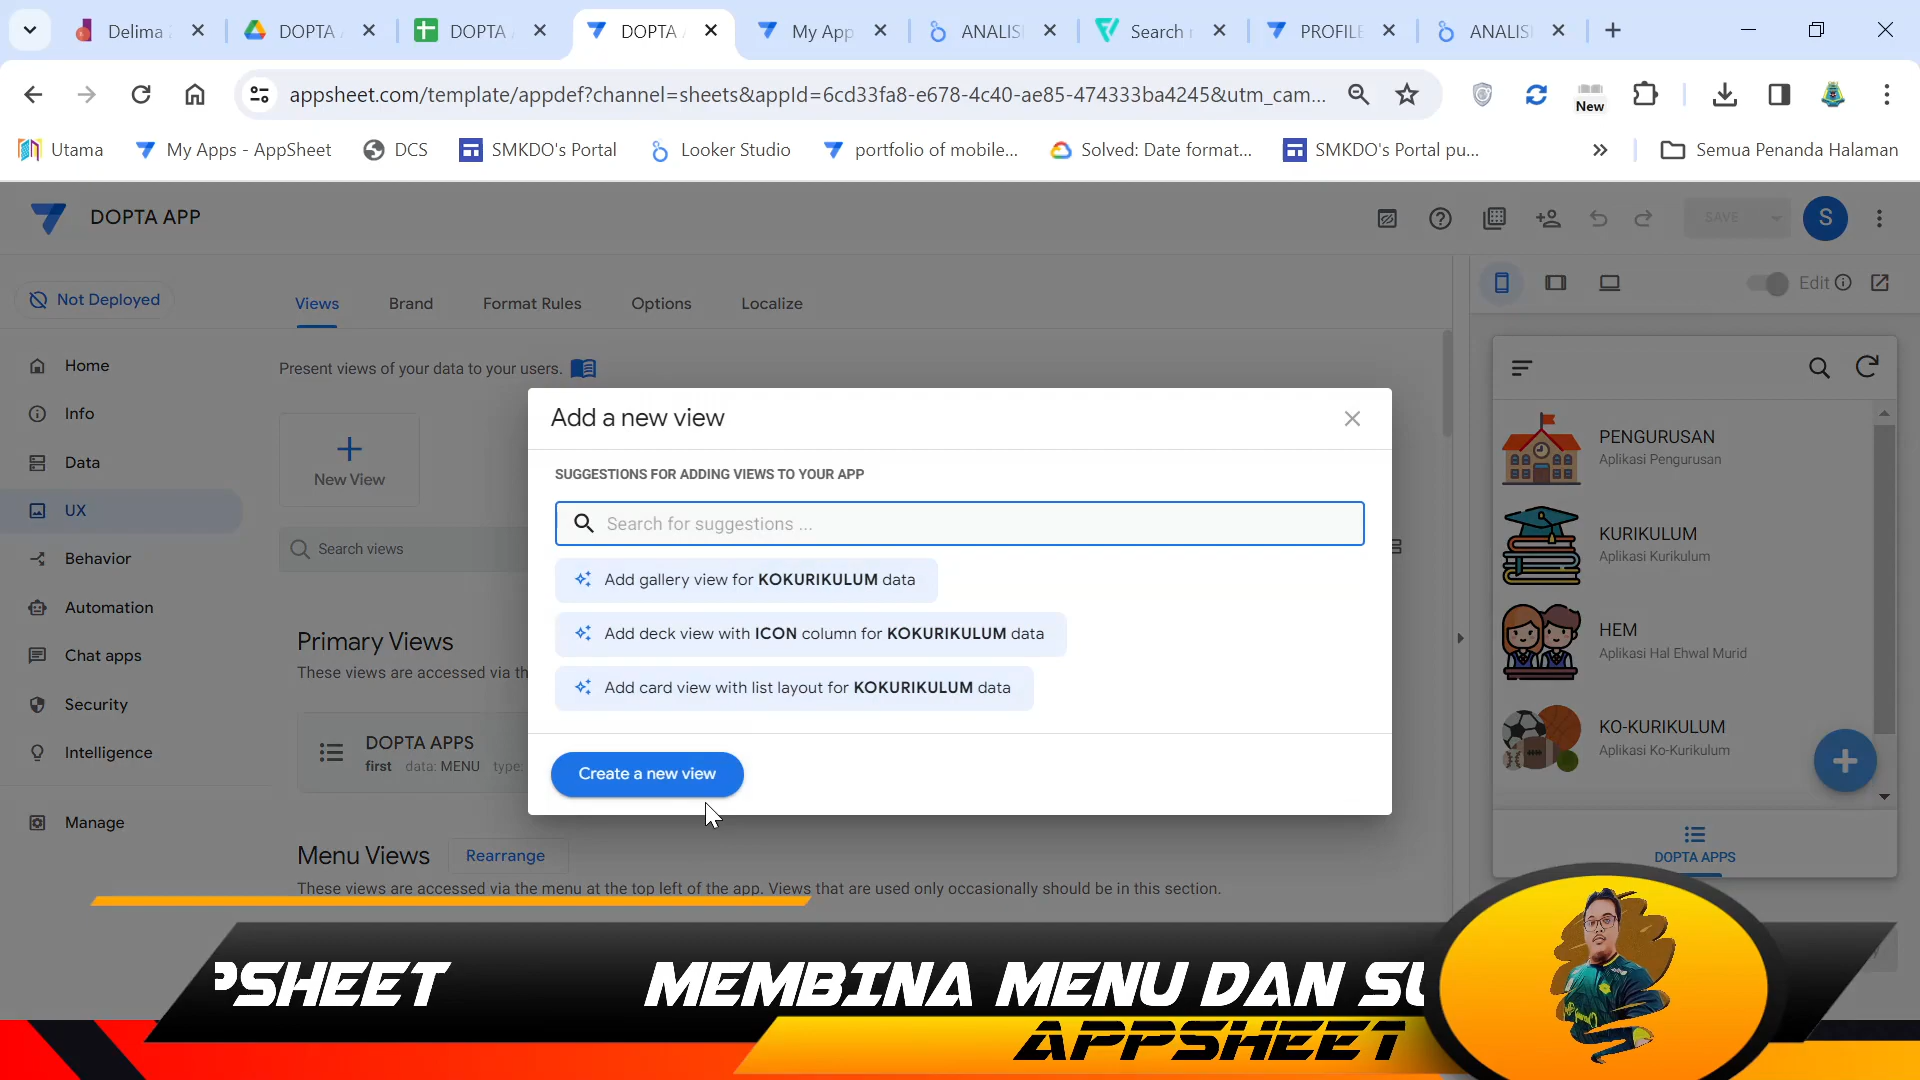 Delima
DOPTA
DOPTA
DOPTA
My App
ANALIS
Search
PROFILE
ANALIS
appsheet.com/template/appdef?channel=sheets&appId=6cd33fa8-e678-4c40-ae85-474333ba4245&utm_cam...
New
Utama
My Apps - AppSheet
DCS
SMKDO's Portal
Looker Studio
portfolio of mobile...
Solved: Date format...
SMKDO's Portal pu...
Semua Penanda Halaman
DOPTA APP
SAVE
S
Not Deployed
Views
Brand
Format Rules
Options
Localize
Edit
Home
Info
Data
UX
Behavior
Automation
Chat apps
Security
Intelligence
Manage
Present views of your data to your users.
New View
Search views
Primary Views
These views are accessed via th
DOPTA APPS
first data: MENU type:
Menu Views
Rearrange
These views are accessed via the menu at the top left of the app. Views that are used only occasionally should be in this section.
Add a new view
SUGGESTIONS FOR ADDING VIEWS TO YOUR APP
Search for suggestions ...
Add gallery view for KOKURIKULUM data
Add deck view with ICON column for KOKURIKULUM data
Add card view with list layout for KOKURIKULUM data
Create a new view
PENGURUSAN
Aplikasi Pengurusan
KURIKULUM
Aplikasi Kurikulum
HEM
Aplikasi Hal Ehwal Murid
KO-KURIKULUM
Aplikasi Ko-Kurikulum
DOPTA APPS
PSHEET
MEMBINA MENU DAN SU
APPSHEET